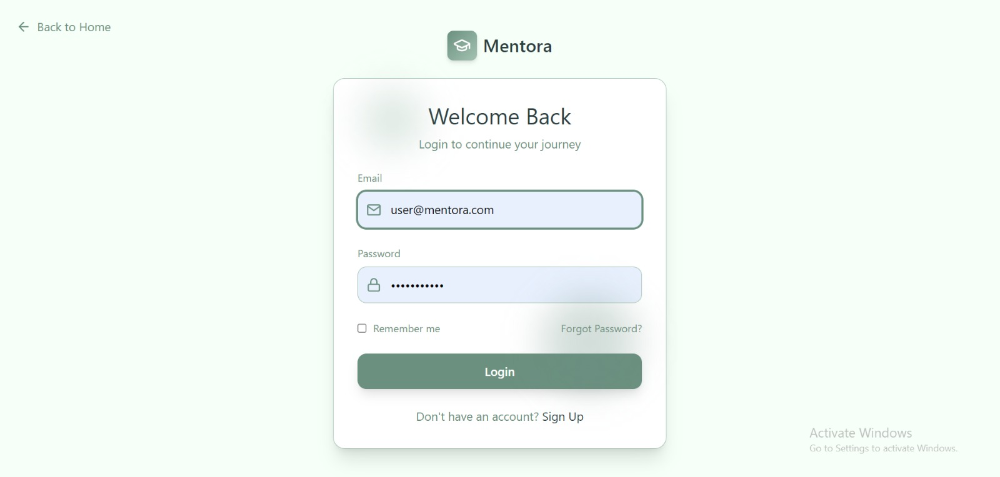 Back to Home
Mentora
Welcome Back
Login to continue your journey
Email
user@mentora.com
Password
•••••••••••
Remember me
Forgot Password?
Login
Don't have an account? Sign Up
Activate Windows
Go to Settings to activate Windows.